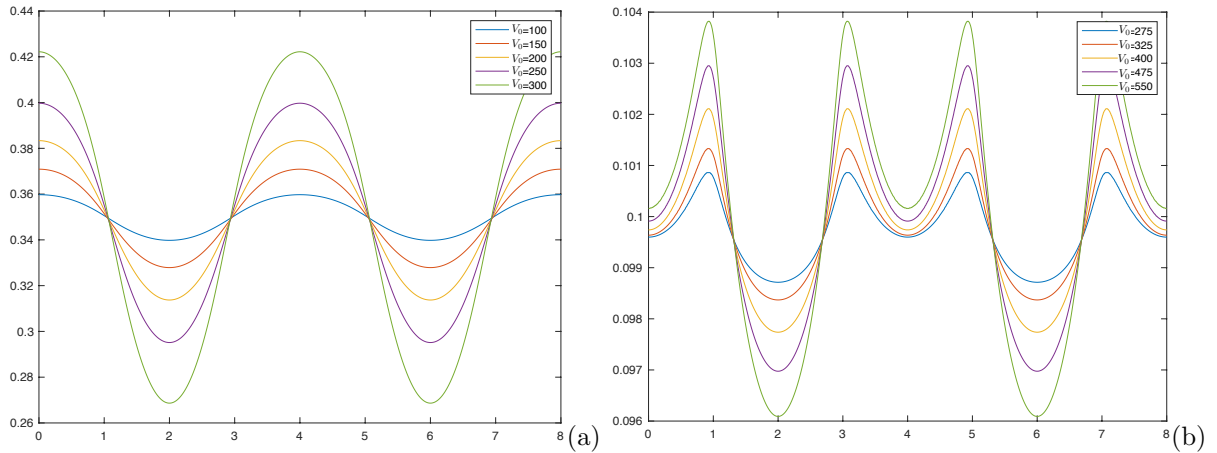 0.44
0.42
0.4
0.38
0.36
0.34
0.32
0.3
0.28
0.26
0 1 2 3 4 5 6 7 8
V₀=100
V₀=150
V₀=200
V₀=250
V₀=300
(a)
0.104
0.103
0.102
0.101
0.1
0.099
0.098
0.097
0.096
0 1 2 3 4 5 6 7 8
V₀=275
V₀=325
V₀=400
V₀=475
V₀=550
(b)